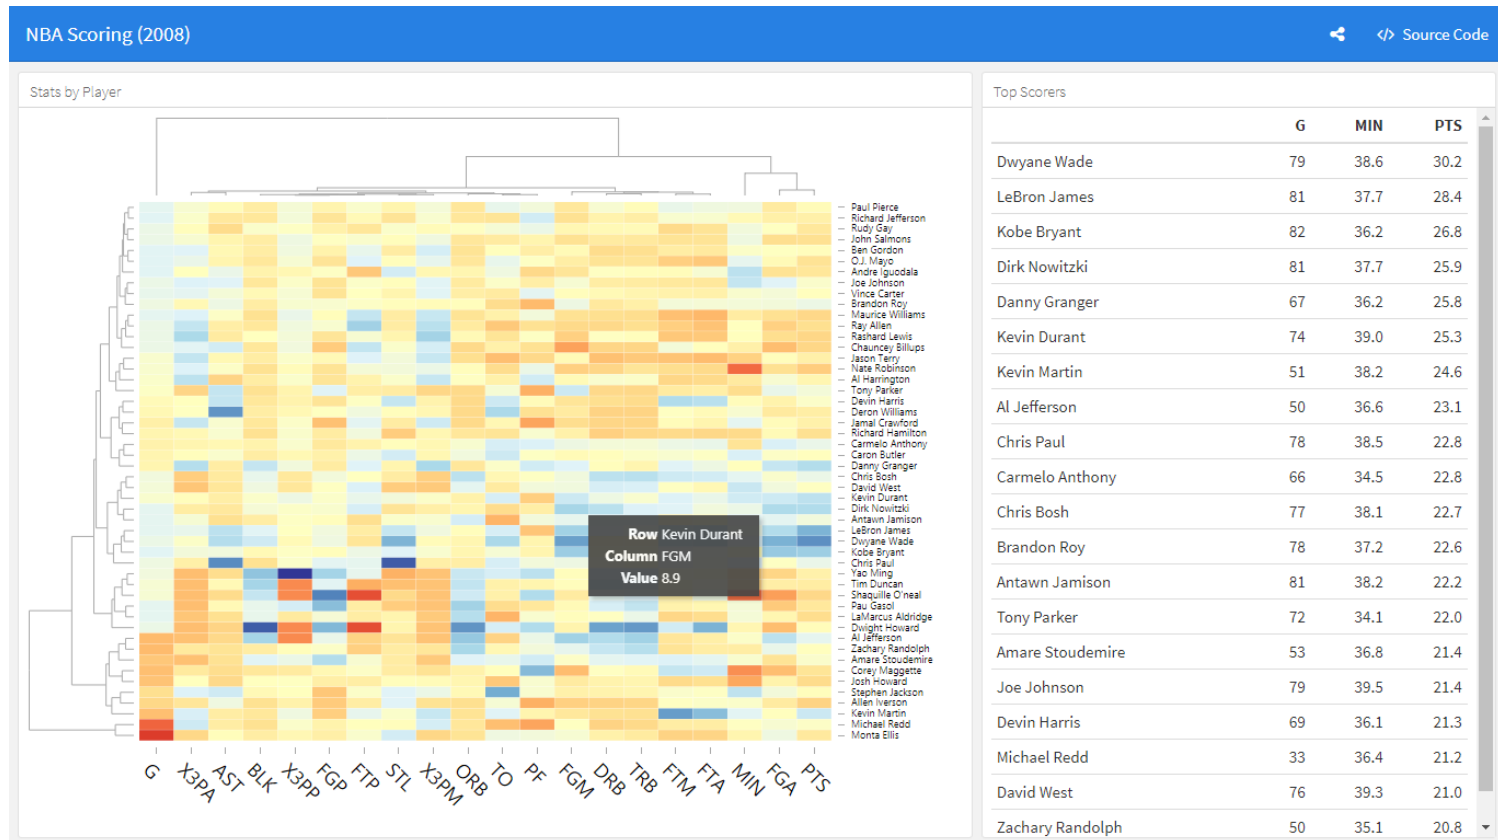 NBA Scoring (2008)
</> Source Code
Stats by Player
Paul Pierce
Richard Jefferson
Rudy Gay
John Salmons
Ben Gordon
O.J. Mayo
Andre Iguodala
Joe Johnson
Vince Carter
Brandon Roy
Maurice Williams
Ray Allen
Rashard Lewis
Chauncey Billups
Jason Terry
Nate Robinson
Al Harrington
Tony Parker
Devin Harris
Deron Williams
Jamal Crawford
Richard Hamilton
Carmelo Anthony
Caron Butler
Danny Granger
Chris Bosh
David West
Kevin Durant
Dirk Nowitzki
Antawn Jamison
LeBron James
Dwyane Wade
Kobe Bryant
Chris Paul
Yao Ming
Tim Duncan
Shaquille O'neal
Pau Gasol
LaMarcus Aldridge
Dwight Howard
Al Jefferson
Zachary Randolph
Amare Stoudemire
Corey Maggette
Josh Howard
Stephen Jackson
Allen Iverson
Kevin Martin
Michael Redd
Monta Ellis
Row Kevin Durant
Column FGM
Value 8.9
G X3PA AST BLK X3PP FGP FTP STL X3PM ORB TO PF FGM DRB TRB FTM FTA MIN FGA PTS
Top Scorers
G MIN PTS
Dwyane Wade 79 38.6 30.2
LeBron James 81 37.7 28.4
Kobe Bryant 82 36.2 26.8
Dirk Nowitzki 81 37.7 25.9
Danny Granger 67 36.2 25.8
Kevin Durant 74 39.0 25.3
Kevin Martin 51 38.2 24.6
Al Jefferson 50 36.6 23.1
Chris Paul 78 38.5 22.8
Carmelo Anthony 66 34.5 22.8
Chris Bosh 77 38.1 22.7
Brandon Roy 78 37.2 22.6
Antawn Jamison 81 38.2 22.2
Tony Parker 72 34.1 22.0
Amare Stoudemire 53 36.8 21.4
Joe Johnson 79 39.5 21.4
Devin Harris 69 36.1 21.3
Michael Redd 33 36.4 21.2
David West 76 39.3 21.0
Zachary Randolph 50 35.1 20.8